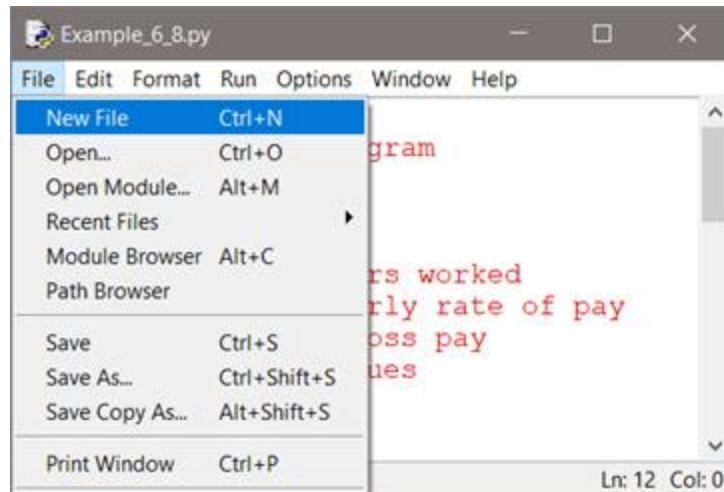 Example_6_8.py
File Edit Format Run Options Window Help
New File Ctrl+N
gram
Open... Ctrl+O
Open Module... Alt+M
Recent Files
Module Browser Alt+C
rs worked
Path Browser
rly rate of pay
Save Ctrl+S
oss pay
Save As... Ctrl+Shift+S
ues
Save Copy As... Alt+Shift+S
Print Window Ctrl+P
Ln: 12 Col: 0